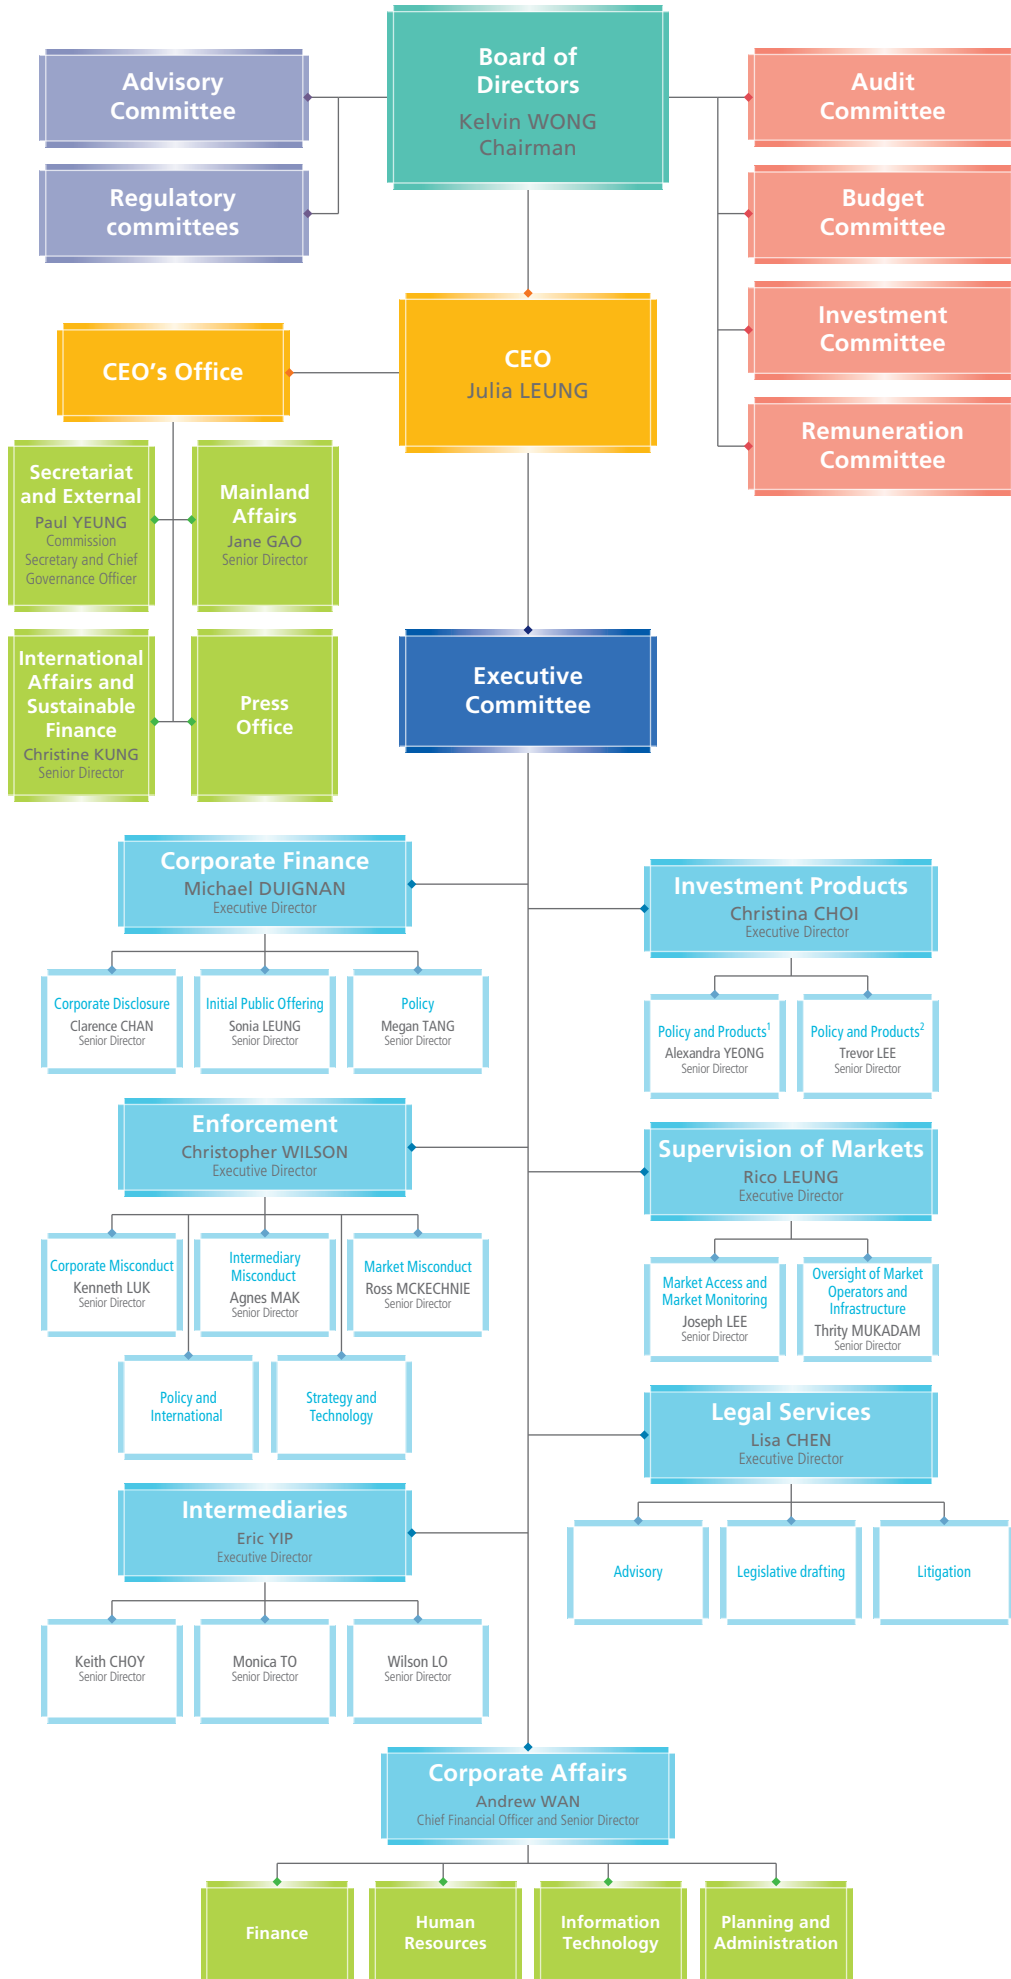 Board of
Directors
Kelvin WONG
Chairman
Advisory
Committee
Regulatory
committees
Audit
Committee
Budget
Committee
Investment
Committee
Remuneration
Committee
CEO
Julia LEUNG
CEO’s Office
Secretariat
and External
Paul YEUNG
Commission
Secretary and Chief
Governance Officer
Mainland
Affairs
Jane GAO
Senior Director
International
Affairs and
Sustainable
Finance
Christine KUNG
Senior Director
Press
Office
Executive
Committee
Corporate Finance
Michael DUIGNAN
Executive Director
Corporate Disclosure
Clarence CHAN
Senior Director
Initial Public Offering
Sonia LEUNG
Senior Director
Policy
Megan TANG
Senior Director
Investment Products
Christina CHOI
Executive Director
Policy and Products¹
Alexandra YEONG
Senior Director
Policy and Products²
Trevor LEE
Senior Director
Enforcement
Christopher WILSON
Executive Director
Corporate Misconduct
Kenneth LUK
Senior Director
Intermediary
Misconduct
Agnes MAK
Senior Director
Market Misconduct
Ross MCKECHNIE
Senior Director
Policy and
International
Strategy and
Technology
Supervision of Markets
Rico LEUNG
Executive Director
Market Access and
Market Monitoring
Joseph LEE
Senior Director
Oversight of Market
Operators and
Infrastructure
Thrity MUKADAM
Senior Director
Legal Services
Lisa CHEN
Executive Director
Advisory
Legislative drafting
Litigation
Intermediaries
Eric YIP
Executive Director
Keith CHOY
Senior Director
Monica TO
Senior Director
Wilson LO
Senior Director
Corporate Affairs
Andrew WAN
Chief Financial Officer and Senior Director
Finance
Human
Resources
Information
Technology
Planning and
Administration